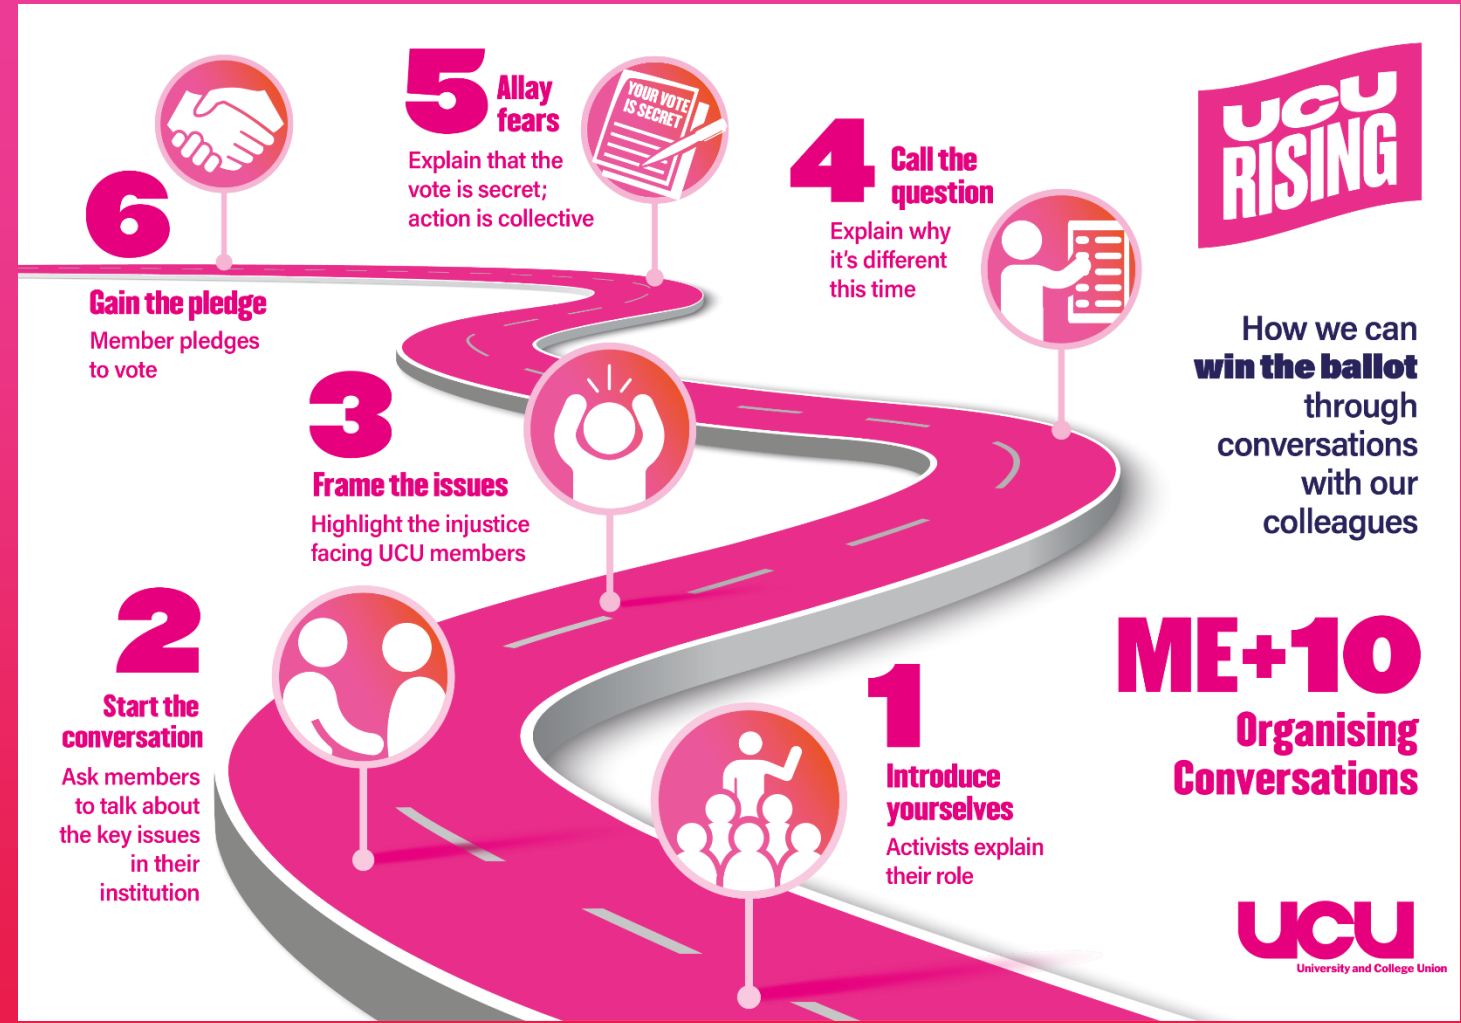 UCU
RISING
How we can
win the ballot
through
conversations
with our
colleagues
ME+10
Organising
Conversations
1
Introduce
yourselves
Activists explain
their role
2
Start the
conversation
Ask members
to talk about
the key issues
in their
institution
3
Frame the issues
Highlight the injustice
facing UCU members
4
Call the
question
Explain why
it's different
this time
5
Allay
fears
Explain that the
vote is secret;
action is collective
YOUR VOTE
IS SECRET
6
Gain the pledge
Member pledges
to vote
UCU
University and College Union